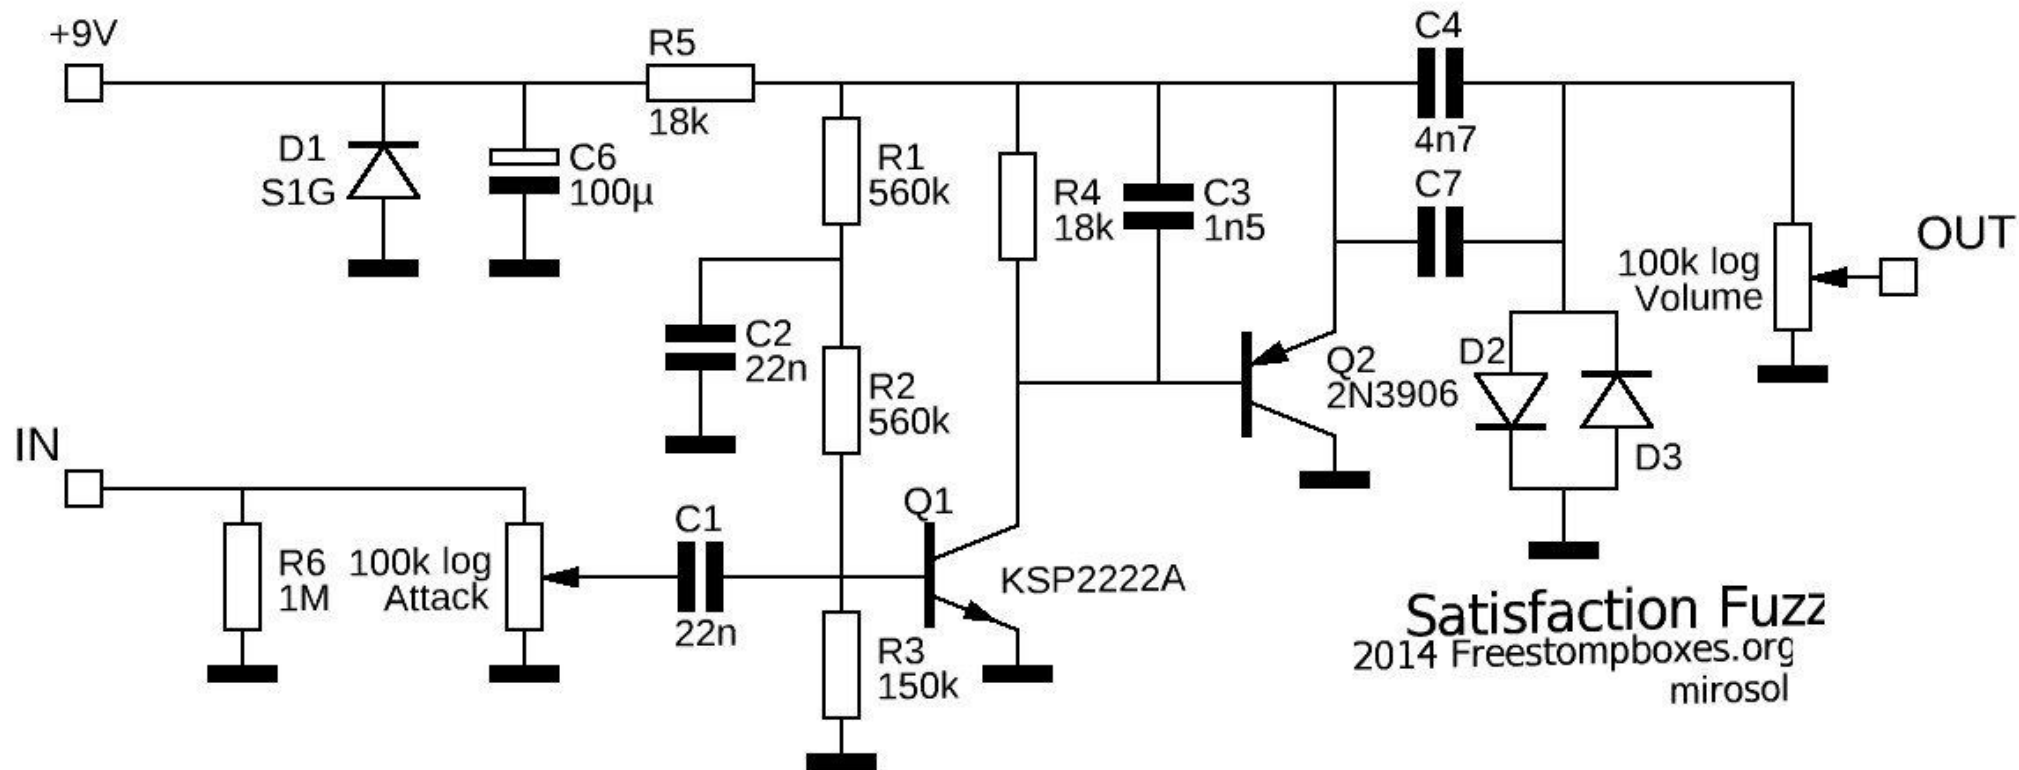 +9V
R5
18k
D1
S1G
C6
100µ
R1
560k
R4
18k
C3
1n5
C4
4n7
C7
100k log
Volume
OUT
C2
22n
R2
560k
Q2
2N3906
D2
D3
IN
R6
1M
100k log
Attack
C1
22n
Q1
KSP2222A
R3
150k
Satisfaction Fuzz
2014 Freestompboxes.org
mirosol